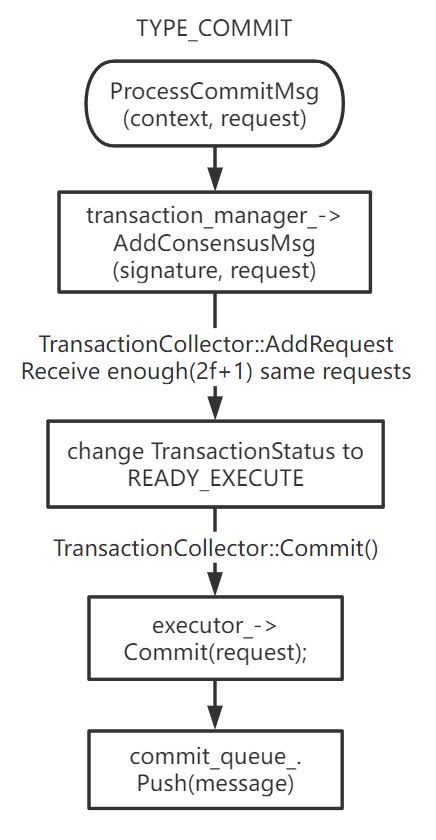 TYPE_COMMIT
ProcessCommitMsg
(context, request)
transaction_manager_->
AddConsensusMsg
(signature, request)
TransactionCollector::AddRequest
Receive enough(2f+1) same requests
change TransactionStatus to
READY_EXECUTE
TransactionCollector::Commit()
executor_->
Commit(request);
commit_queue_.
Push(message)